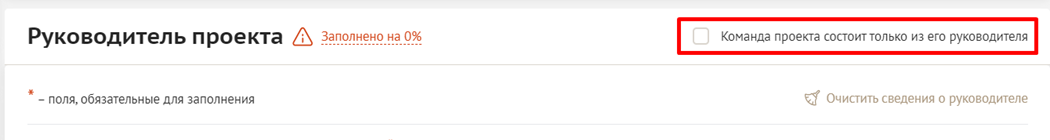 Руководитель проекта Заполнено на 0% Команда проекта состоит только из его руководителя
* – поля, обязательные для заполнения Очистить сведения о руководителе